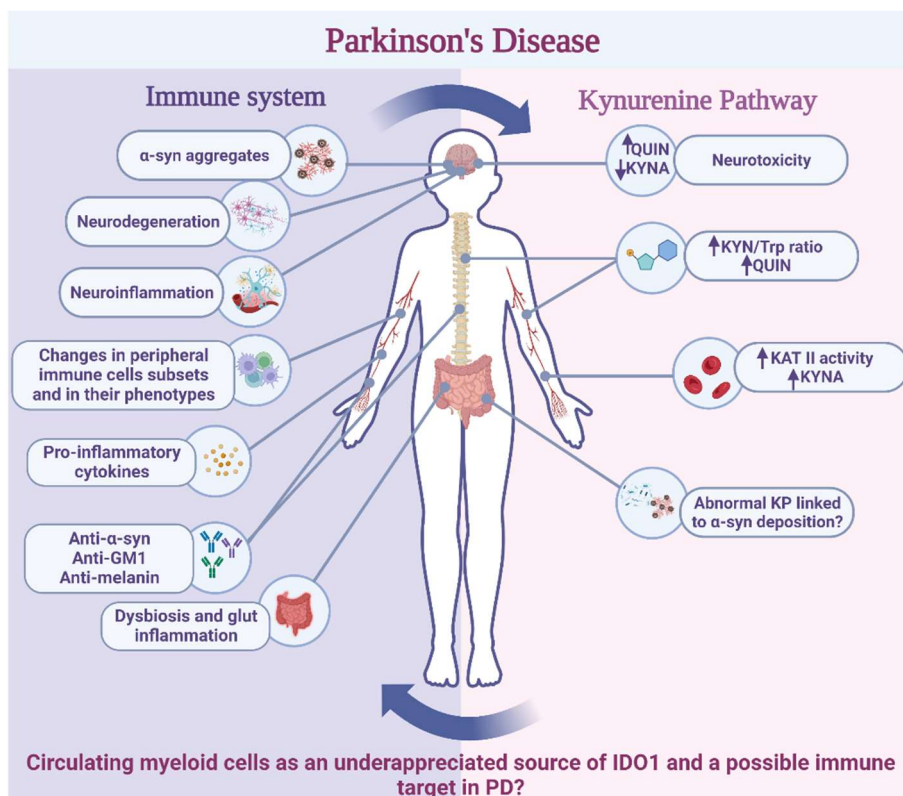 Parkinson's Disease
Immune system
Kynurenine Pathway
α-syn aggregates
Neurodegeneration
Neuroinflammation
Changes in peripheral
immune cells subsets
and in their phenotypes
Pro-inflammatory
cytokines
Anti-α-syn
Anti-GM1
Anti-melanin
Dysbiosis and glut
inflammation
↑QUIN
↓KYNA
Neurotoxicity
↑KYN/Trp ratio
↑QUIN
↑KAT II activity
↑KYNA
Abnormal KP linked
to α-syn deposition?
Circulating myeloid cells as an underappreciated source of IDO1 and a possible immune
target in PD?